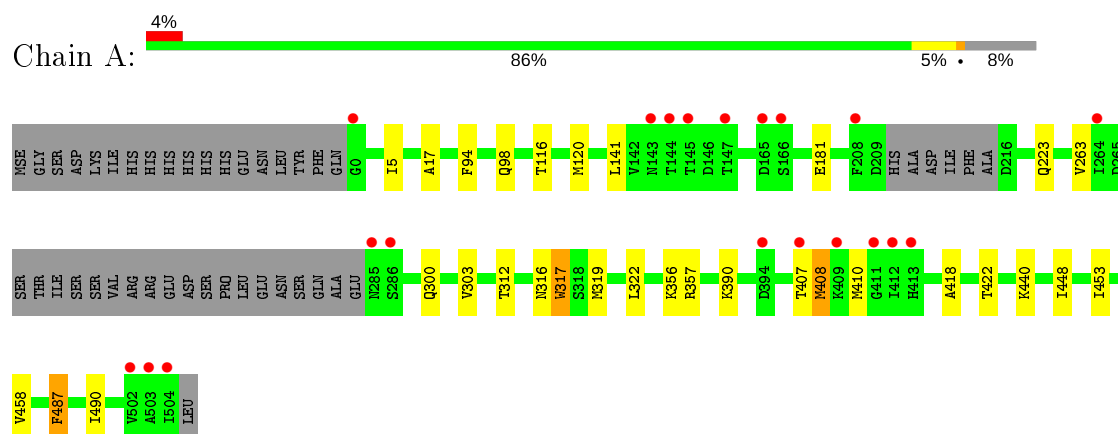 4%
Chain A:
86% 5% • 8%
MSE GLY SER ASP LYS ILE HIS HIS HIS HIS HIS HIS HIS HIS GLU ASN LEU TYR PHE GLN G0 I5 A17 F94 Q98 T116 M120 L141 V142 N143 T144 T145 D146 T147 D165 S166 E181 F208 D209 HIS ALA ASP ILE PHE ALA D216 Q223 V263 I264 D265
SER THR ILE SER SER VAL ARG ARG GLU ASP SER PRO LEU GLU ASN SER GLN ALA GLU N285 S286 Q300 V303 T312 N316 W317 S318 M319 L322 K356 R357 K390 D394 T407 M408 K409 M410 G411 I412 H413 A418 T422 K440 I448 I453
V458 F487 I490 V502 A503 I504 LEU